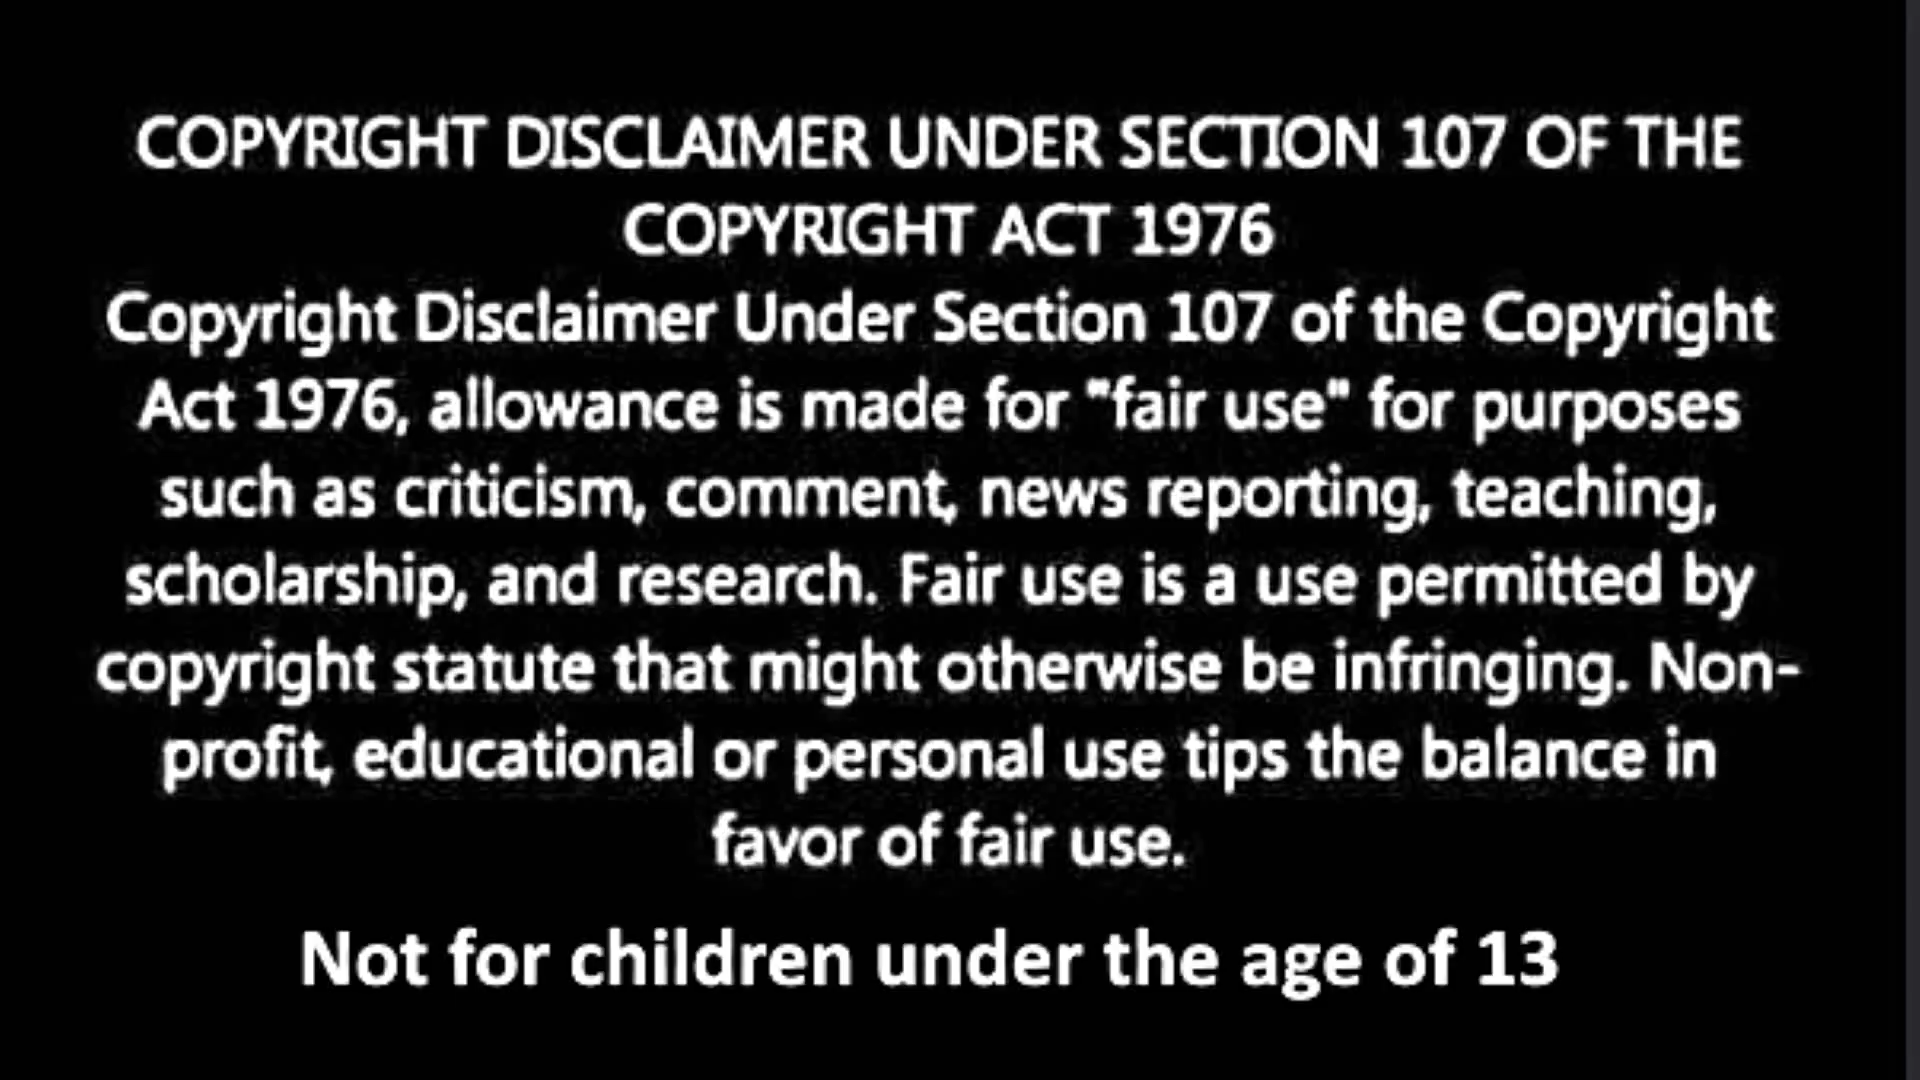 COPYRIGHT DISCLAIMER UNDER SECTION 107 OF THE
COPYRIGHT ACT 1976
Copyright Disclaimer Under Section 107 of the Copyright
Act 1976, allowance is made for "fair use" for purposes
such as criticism, comment, news reporting, teaching,
scholarship, and research. Fair use is a use permitted by
copyright statute that might otherwise be infringing. Non-
profit, educational or personal use tips the balance in
favor of fair use.
Not for children under the age of 13